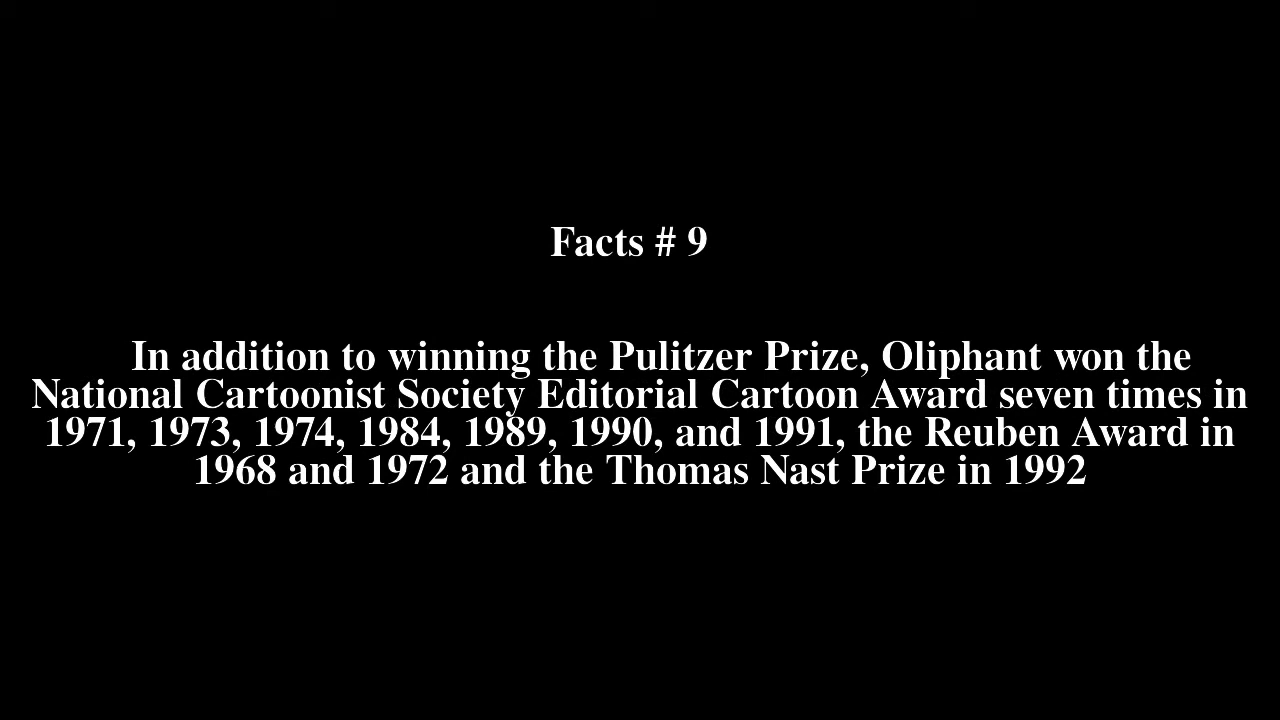 Facts # 9
In addition to winning the Pulitzer Prize, Oliphant won the
National Cartoonist Society Editorial Cartoon Award seven times in
1971, 1973, 1974, 1984, 1989, 1990, and 1991, the Reuben Award in
1968 and 1972 and the Thomas Nast Prize in 1992